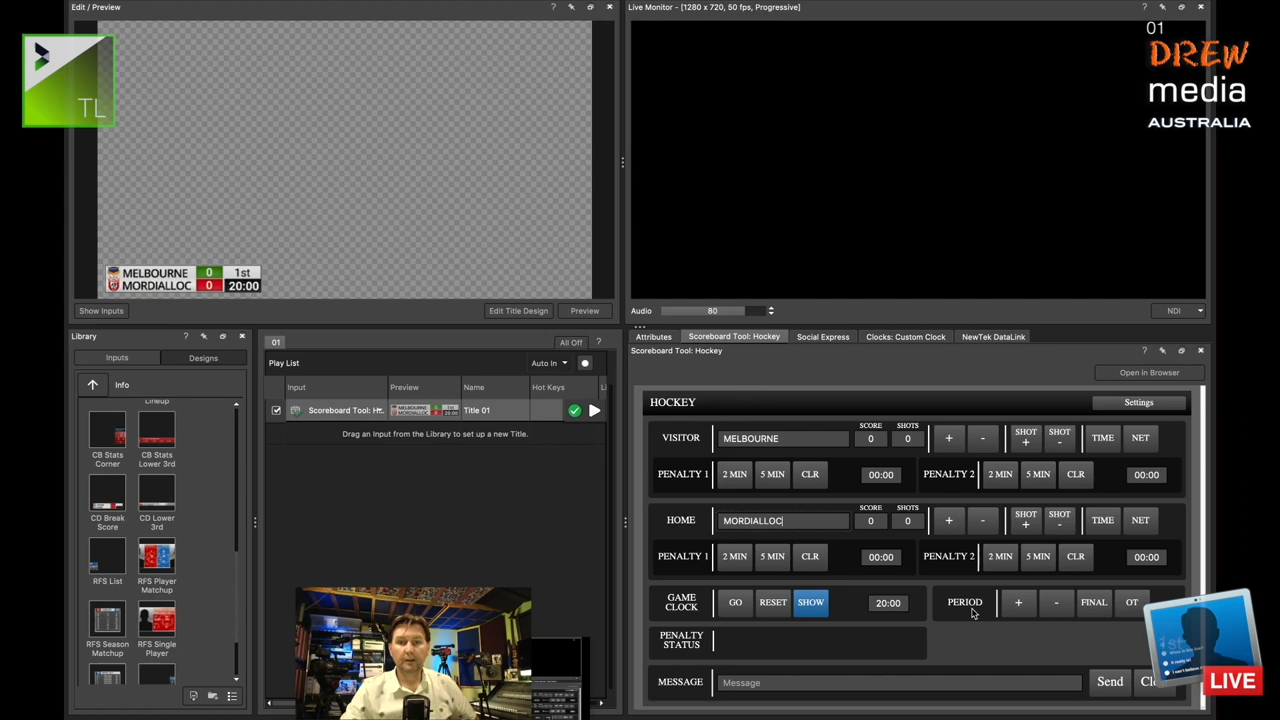 Edit / Preview
Live Monitor - [1280 x 720, 50 fps, Progressive]
01
DREW
media
AUSTRALIA
TL
MELBOURNE 0 1st
MORDIALLOC 0 20:00
Show Inputs
Edit Title Design
Preview
Audio
80
NDI
Library
Inputs
Designs
Info
Lineup
CB Stats Corner
CB Stats Lower 3rd
CD Break Score
CD Lower 3rd
RFS List
RFS Player Matchup
RFS Season Matchup
RFS Single Player
01
All Off
Play List
Auto In
Input
Preview
Name
Hot Keys
Scoreboard Tool: H...
Title 01
Drag an Input from the Library to set up a new Title.
Attributes
Scoreboard Tool: Hockey
Social Express
Clocks: Custom Clock
NewTek DataLink
Scoreboard Tool: Hockey
Open in Browser
HOCKEY
Settings
VISITOR
MELBOURNE
SCORE
0
SHOTS
0
+
-
SHOT +
SHOT -
TIME
NET
PENALTY 1
2 MIN
5 MIN
CLR
00:00
PENALTY 2
2 MIN
5 MIN
CLR
00:00
HOME
MORDIALLOC
SCORE
0
SHOTS
0
+
-
SHOT +
SHOT -
TIME
NET
PENALTY 1
2 MIN
5 MIN
CLR
00:00
PENALTY 2
2 MIN
5 MIN
CLR
00:00
GAME CLOCK
GO
RESET
SHOW
20:00
PERIOD
+
-
FINAL
OT
PENALTY STATUS
MESSAGE
Message
Send
LIVE